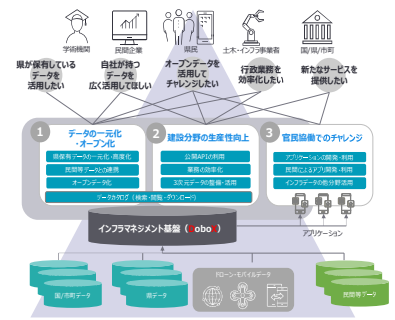 学術機関
民間企業
県民
土木・インフラ事業者
国/県/市町
県が保有している
データを
活用したい
自社が持つ
データを
広く活用してほしい
オープンデータを
活用して
チャレンジしたい
行政業務を
効率化したい
新たなサービスを
提供したい
1
データの一元化
・オープン化
県保有データの一元化・高度化
民間等データとの連携
オープンデータ化
2
建設分野の生産性向上
公開APIの利用
業務の効率化
3次元データの整備・活用
データカタログ（検索・閲覧・ダウンロード）
3
官民協働でのチャレンジ
アプリケーションの開発・利用
民間によるアプリ開発・利用
インフラデータの他分野活用
インフラマネジメント基盤（DoboX）
アプリケーション
国/市町データ
県データ
ドローン・モバイルデータ
民間等データ